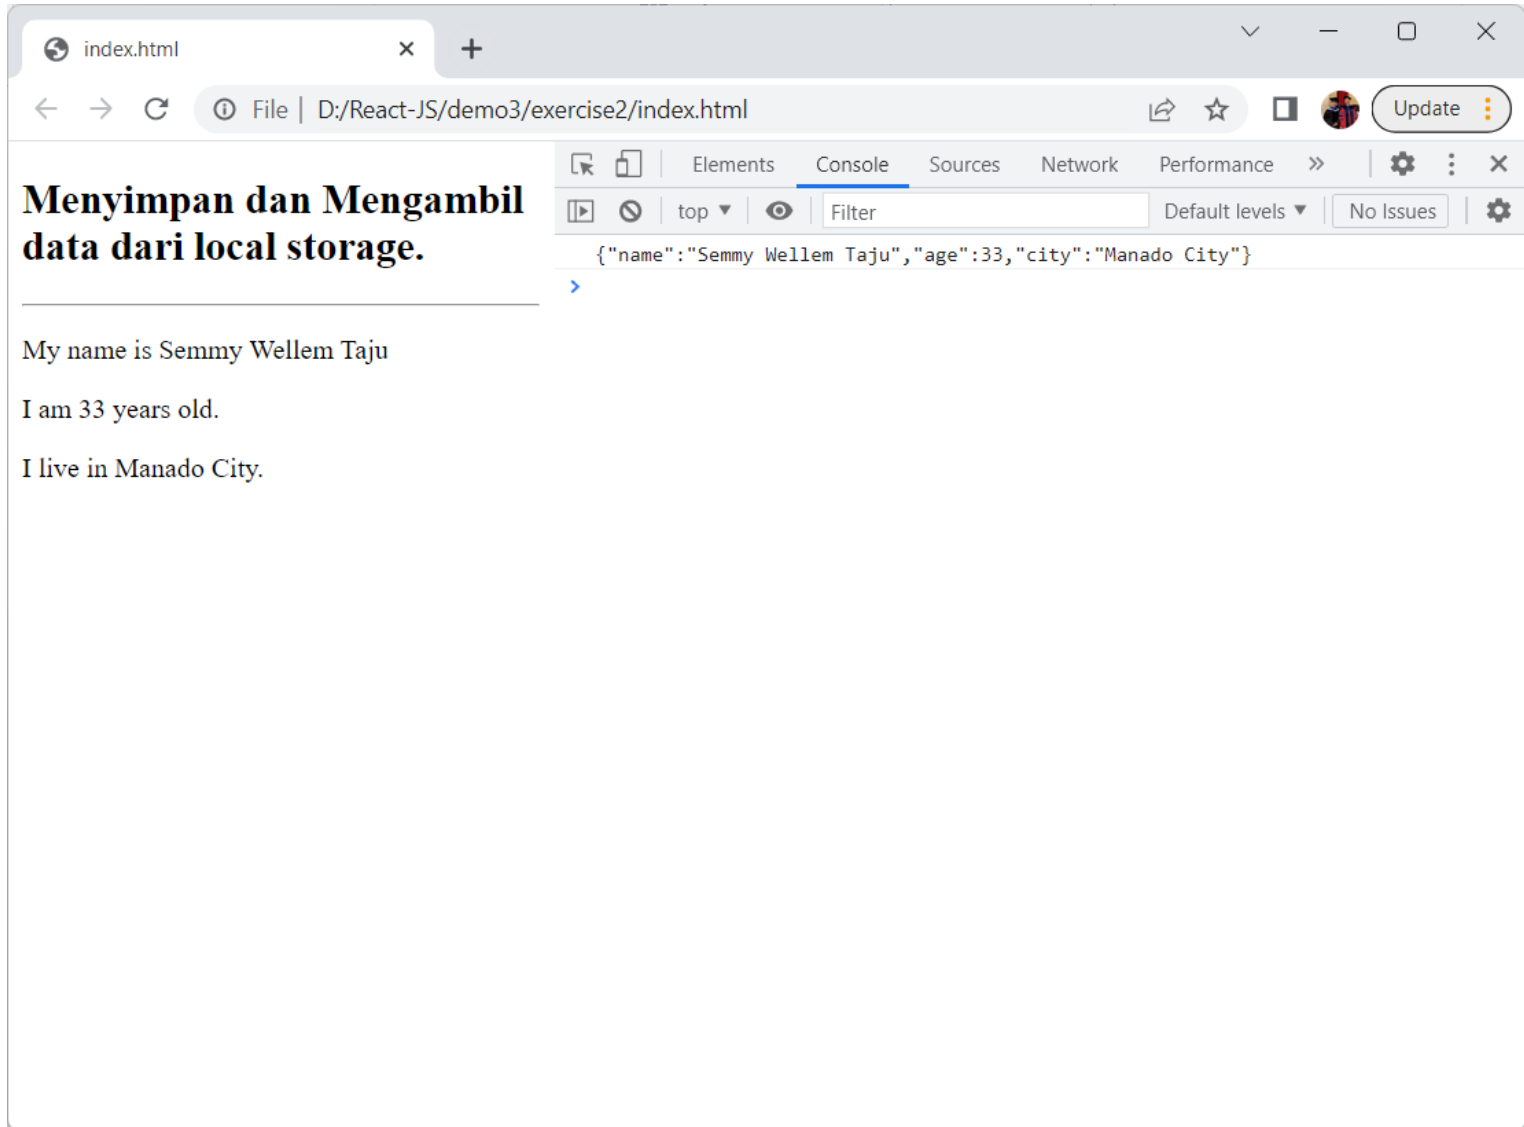 index.html
File | D:/React-JS/demo3/exercise2/index.html
Update
Menyimpan dan Mengambil
data dari local storage.
My name is Semmy Wellem Taju
I am 33 years old.
I live in Manado City.
Elements Console Sources Network Performance
top Filter Default levels No Issues
{"name":"Semmy Wellem Taju","age":33,"city":"Manado City"}